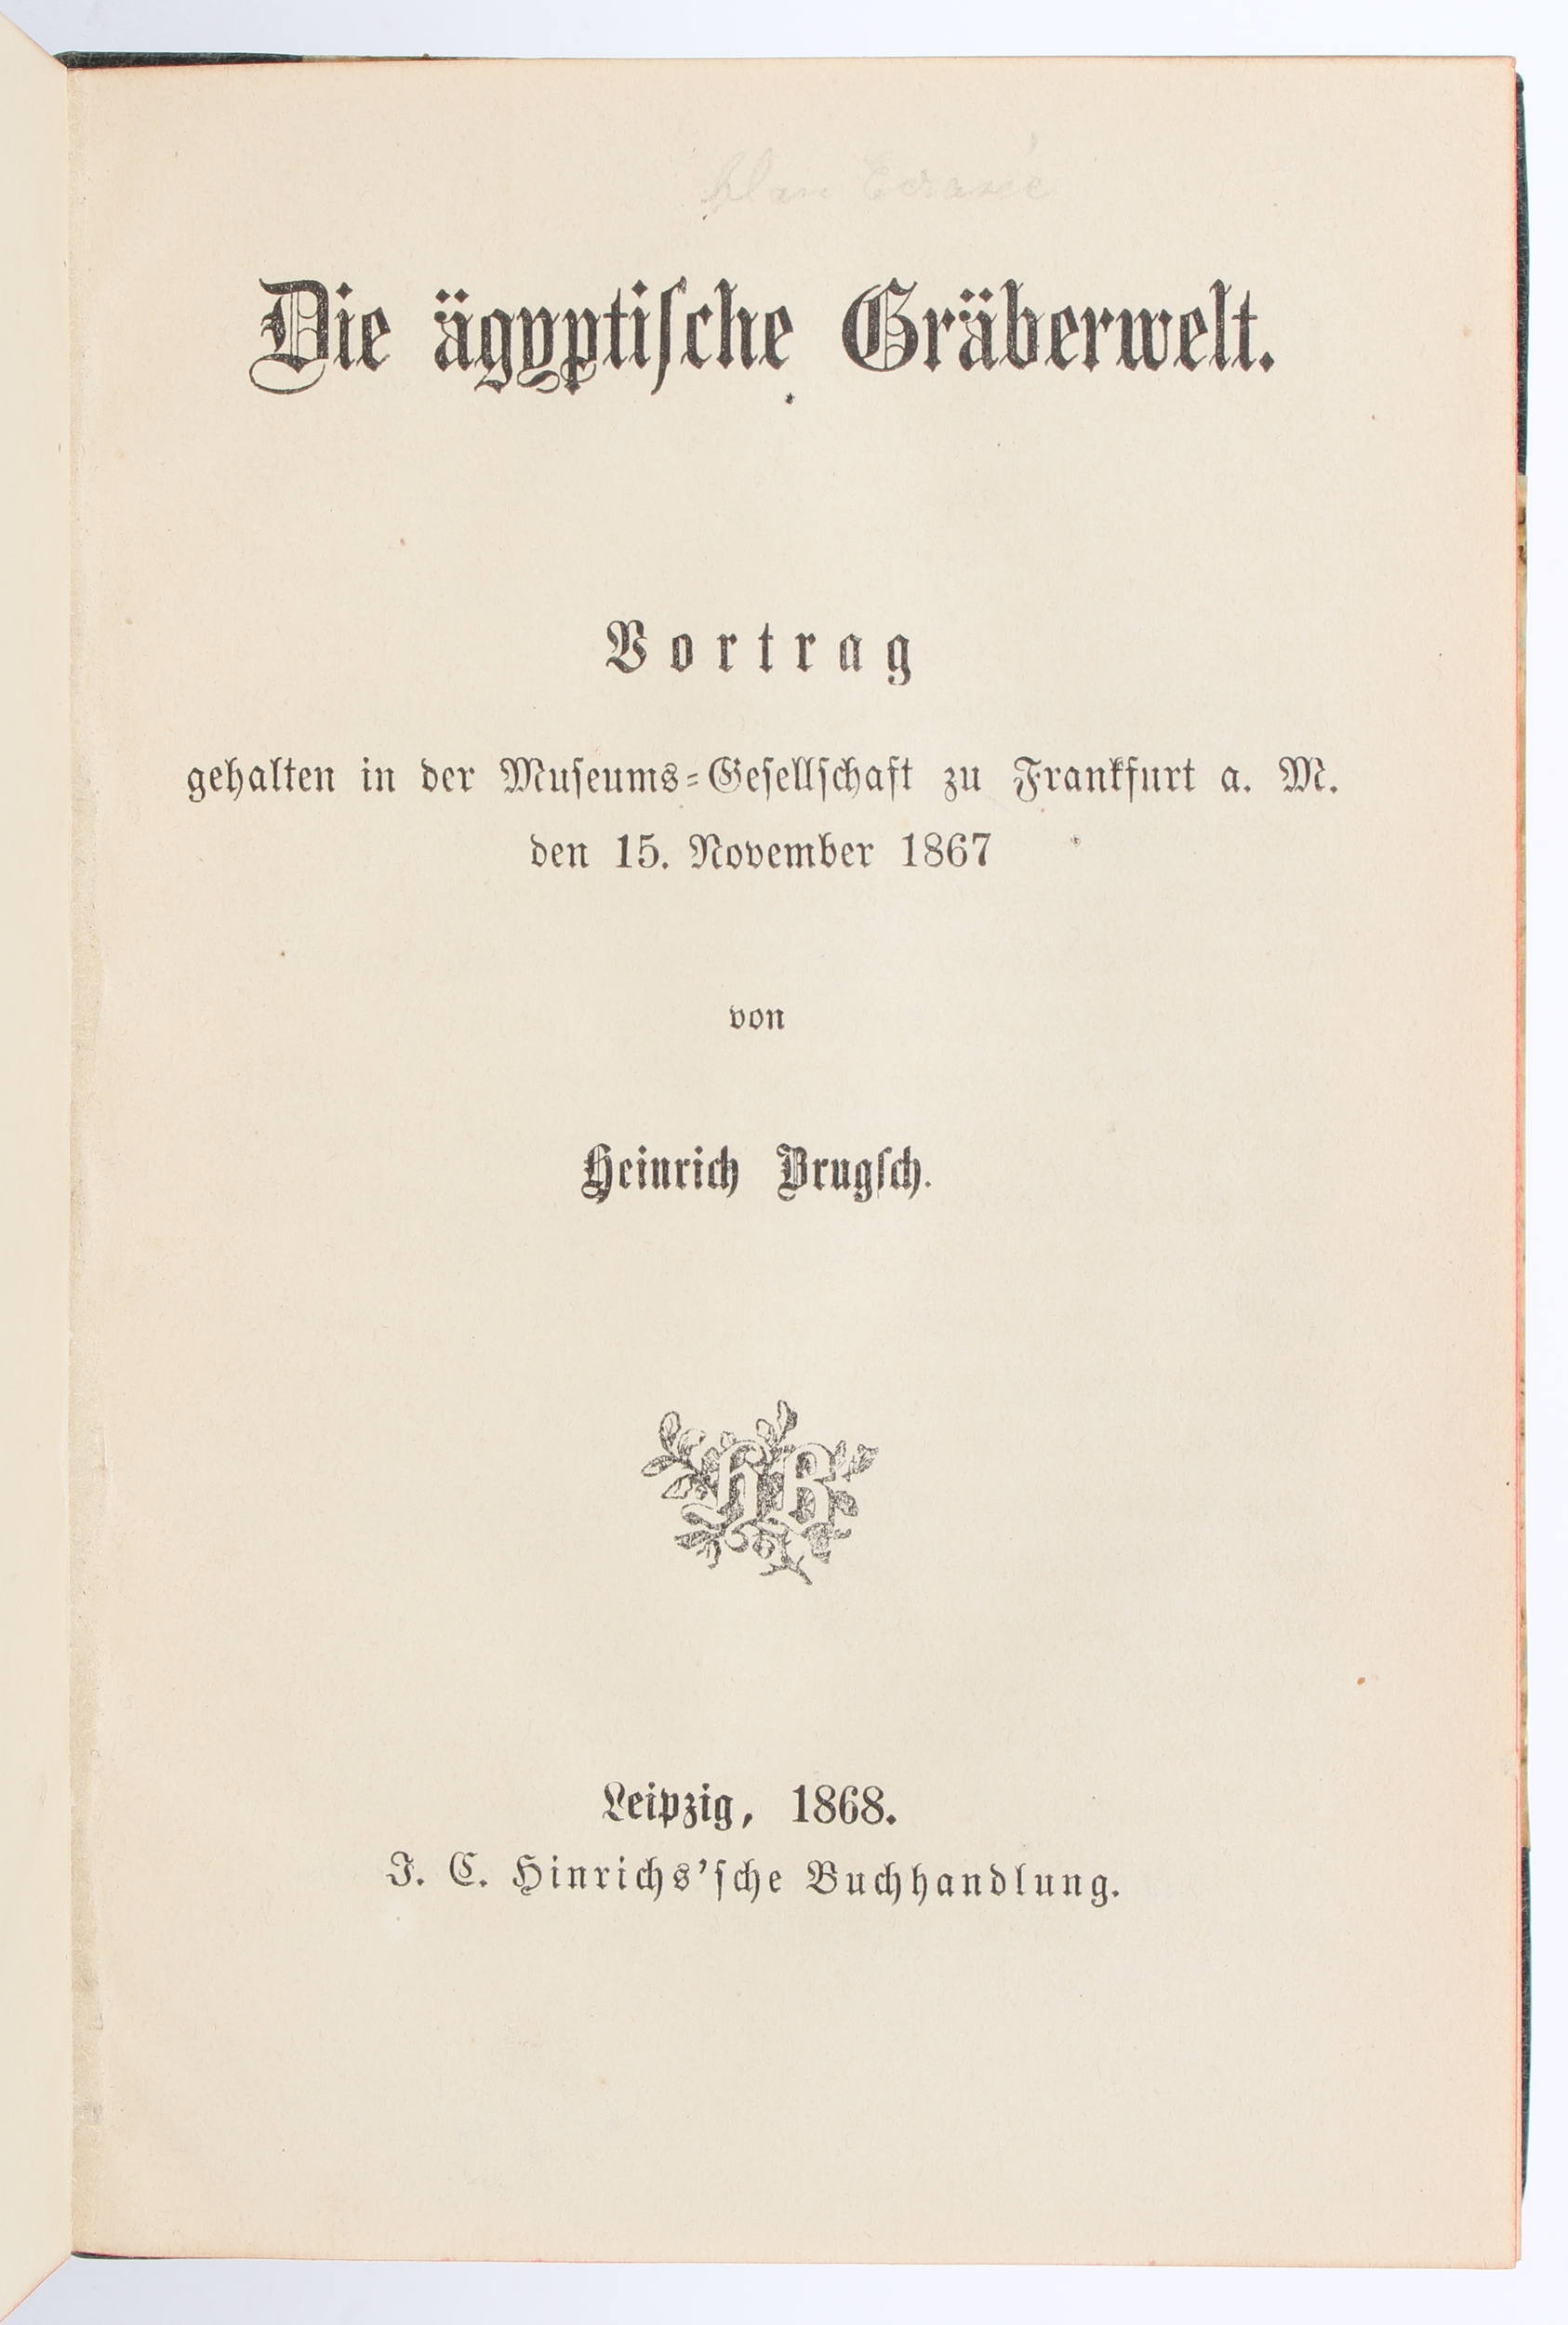 Die ägyptiſche Gräberwelt.
Vortrag
gehalten in der Muſeums-Geſellſchaft zu Frankfurt a. M.
den 15. November 1867
von
Heinrich Brugſch.
HB
Leipzig, 1868.
J. C. Hinrichs'ſche Buchhandlung.